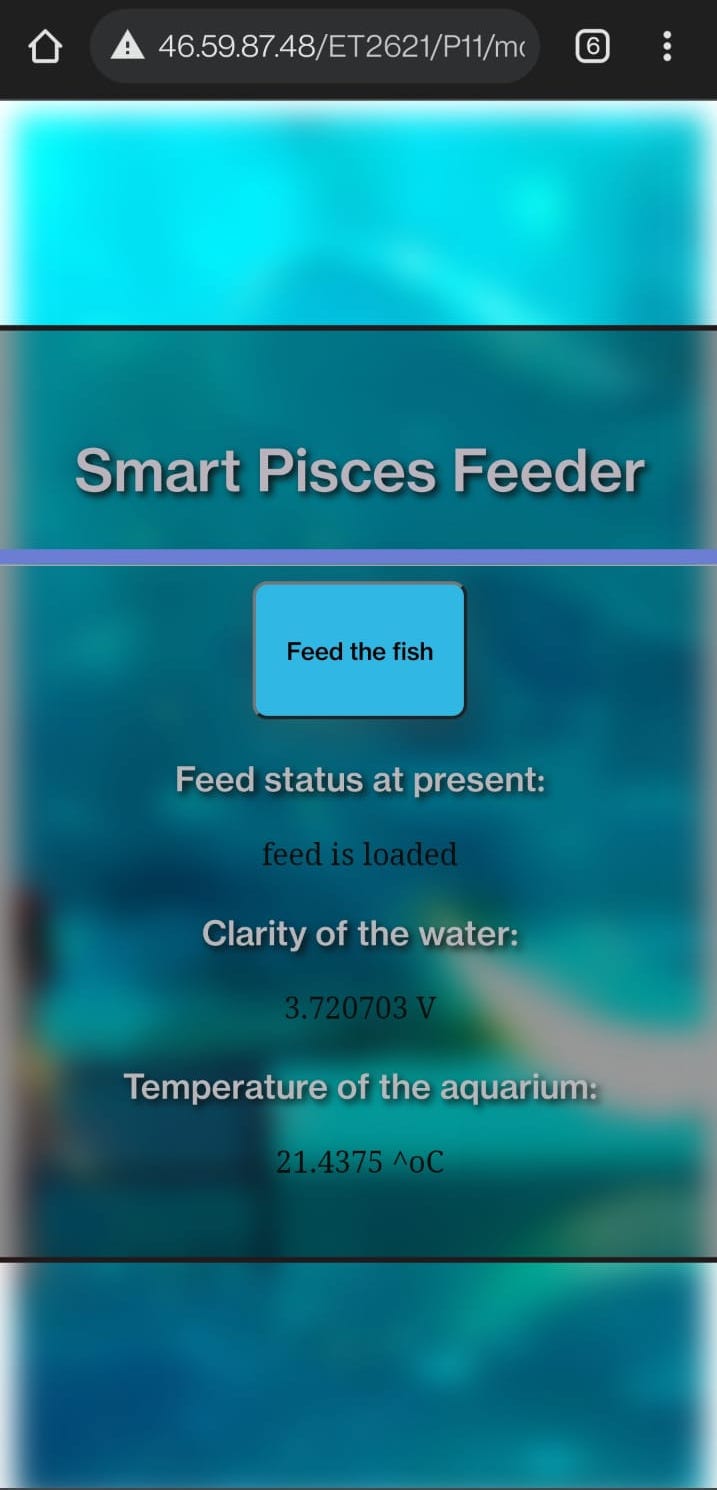 46.59.87.48/ET2621/P11/mo
6
Smart Pisces Feeder
Feed the fish
Feed status at present:
feed is loaded
Clarity of the water:
3.720703 V
Temperature of the aquarium:
21.4375 ^oC